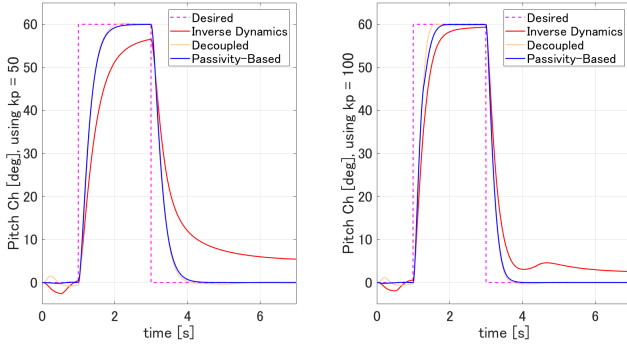 Pitch Ch [deg], using kp = 50
60
50
40
30
20
10
0
0
2
4
6
time [s]
Desired
Inverse Dynamics
Decoupled
Passivity-Based
Pitch Ch [deg], using kp = 100
60
50
40
30
20
10
0
0
2
4
6
time [s]
Desired
Inverse Dynamics
Decoupled
Passivity-Based